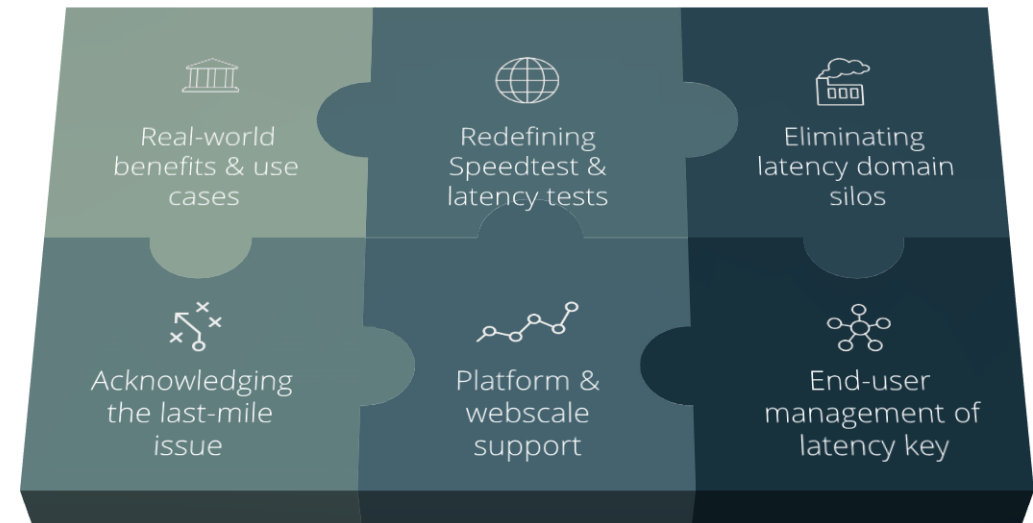 Real-world
benefits & use
cases
Redefining
Speedtest &
latency tests
Eliminating
latency domain
silos
Acknowledging
the last-mile
issue
Platform &
webscale
support
End-user
management of
latency key